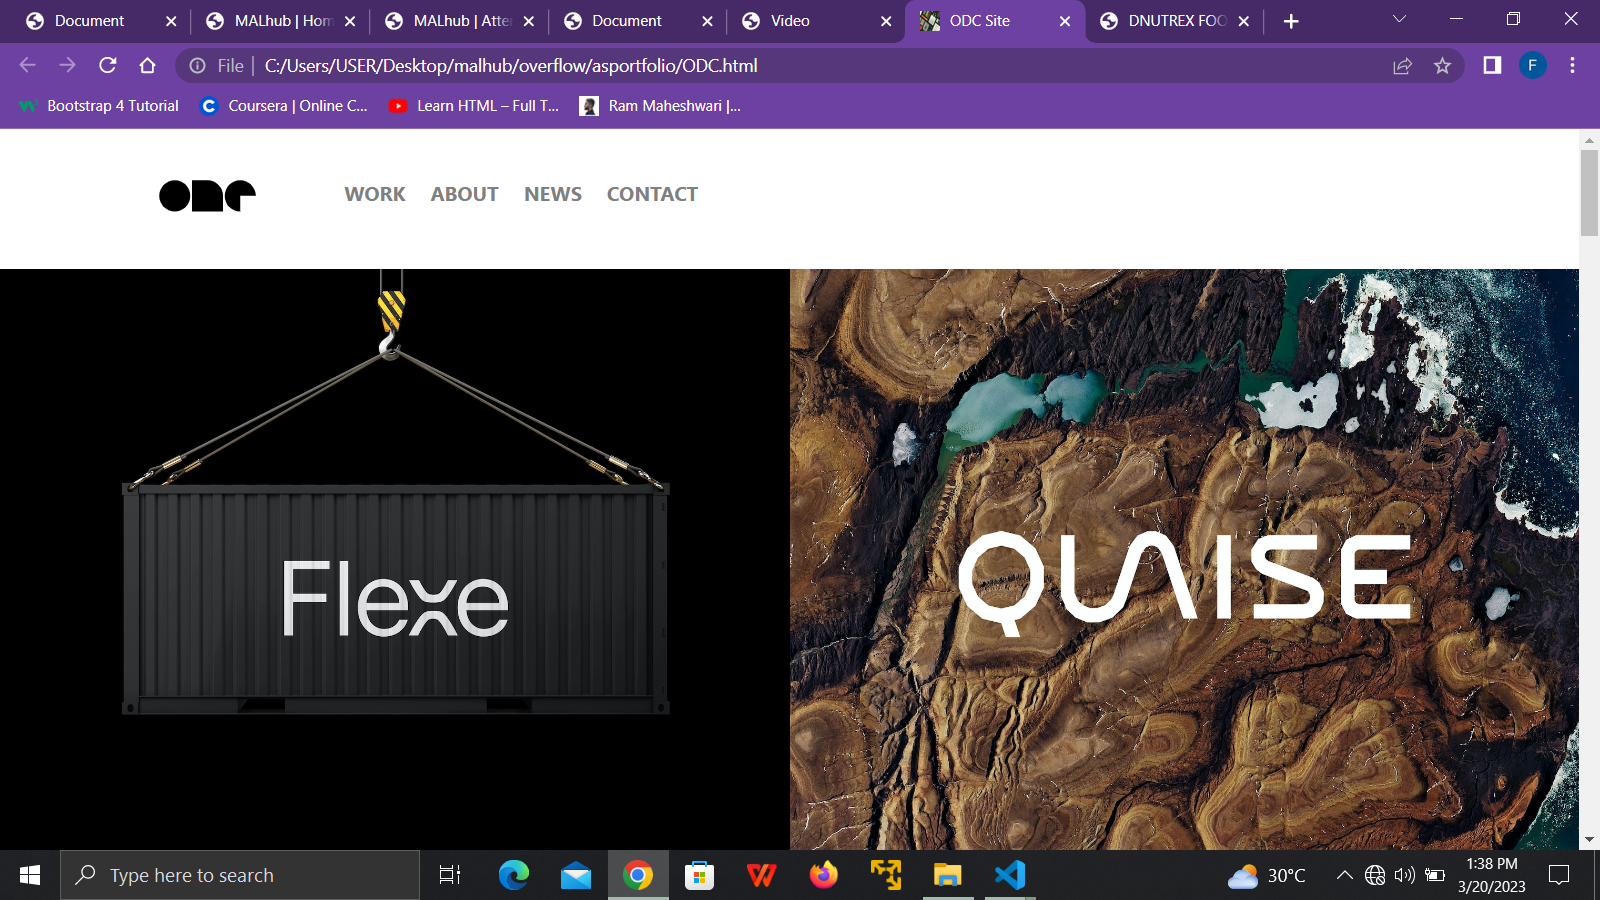 Document
MALhub | Hom
MALhub | Atte
Document
Video
ODC Site
DNUTREX FOO
File
C:/Users/USER/Desktop/malhub/overflow/asportfolio/ODC.html
F
Bootstrap 4 Tutorial
Coursera | Online C...
Learn HTML – Full T...
Ram Maheshwari |...
WORK
ABOUT
NEWS
CONTACT
Flexe
QUAISE
Type here to search
30°C
1:38 PM
3/20/2023